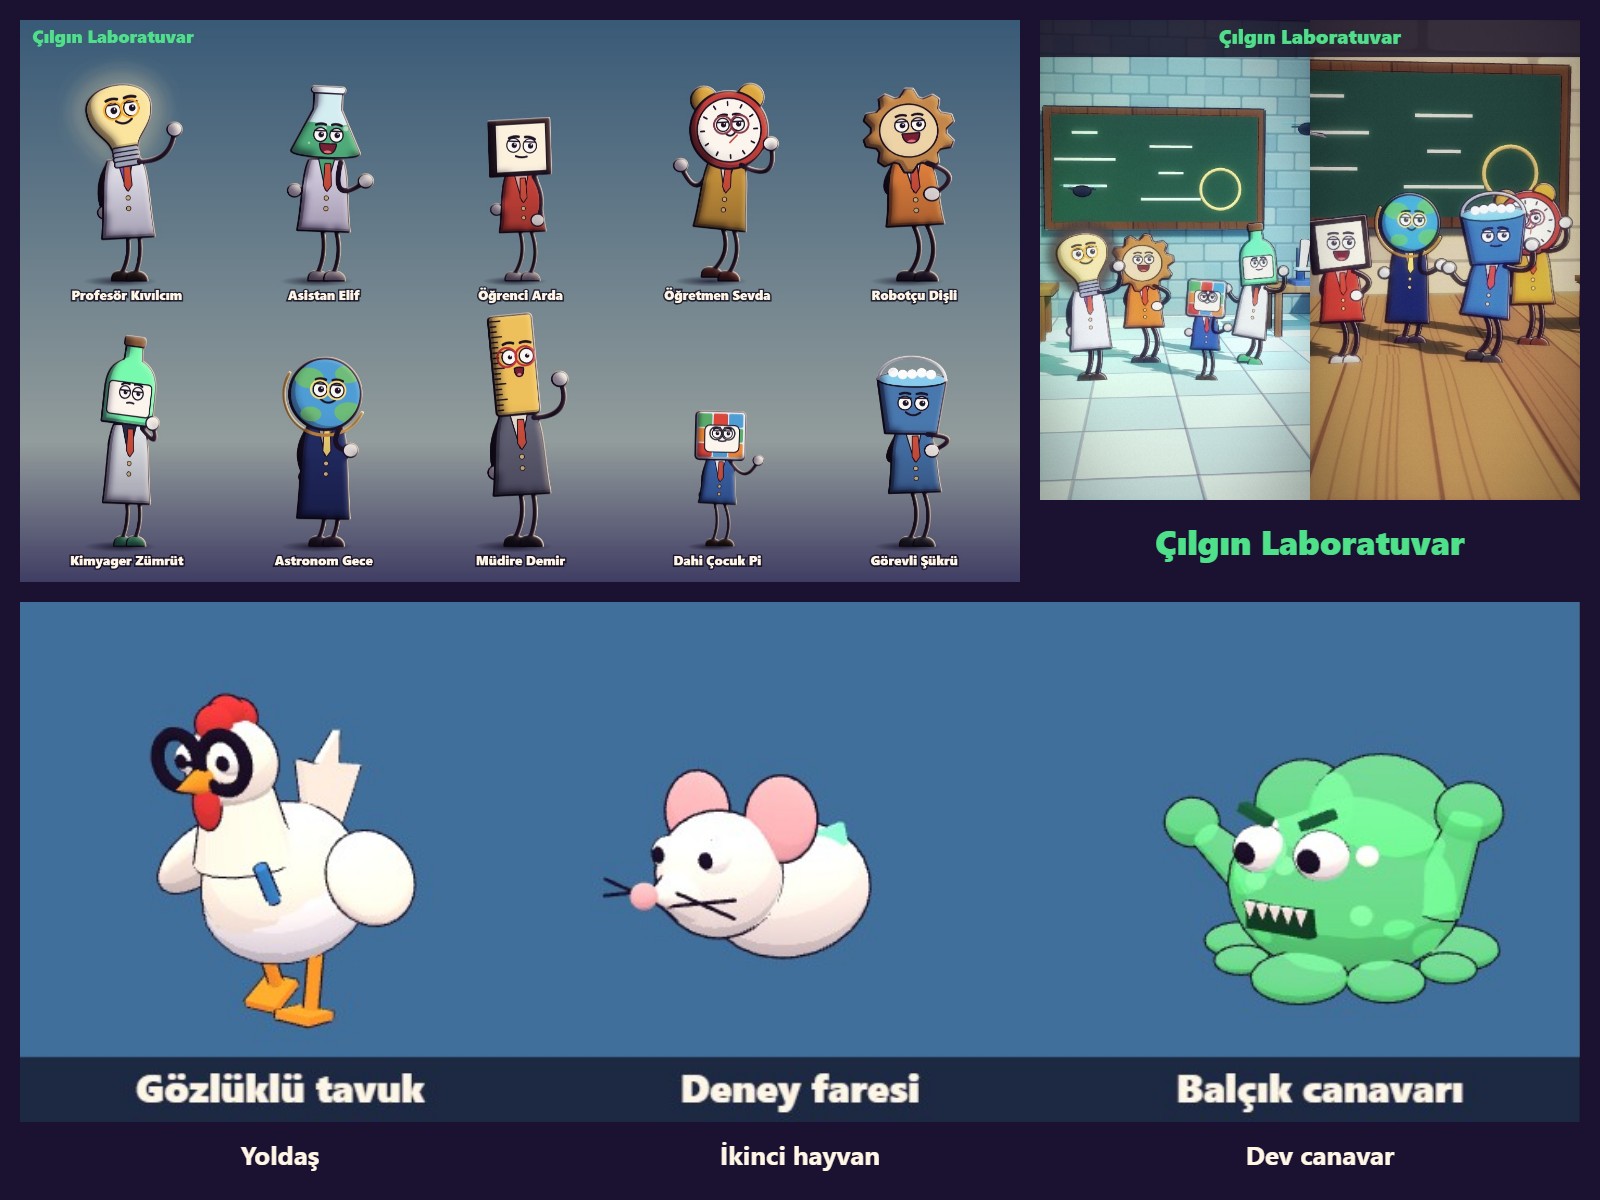 Çılgın Laboratuvar
Profesör Kıvılcım
Asistan Elif
Öğrenci Arda
Öğretmen Sevda
Robotçu Dişli
Kimyager Zümrüt
Astronom Gece
Müdire Demir
Dahi Çocuk Pi
Görevli Şükrü
Çılgın Laboratuvar
Çılgın Laboratuvar
Gözlüklü tavuk
Deney faresi
Balçık canavarı
Yoldaş
İkinci hayvan
Dev canavar